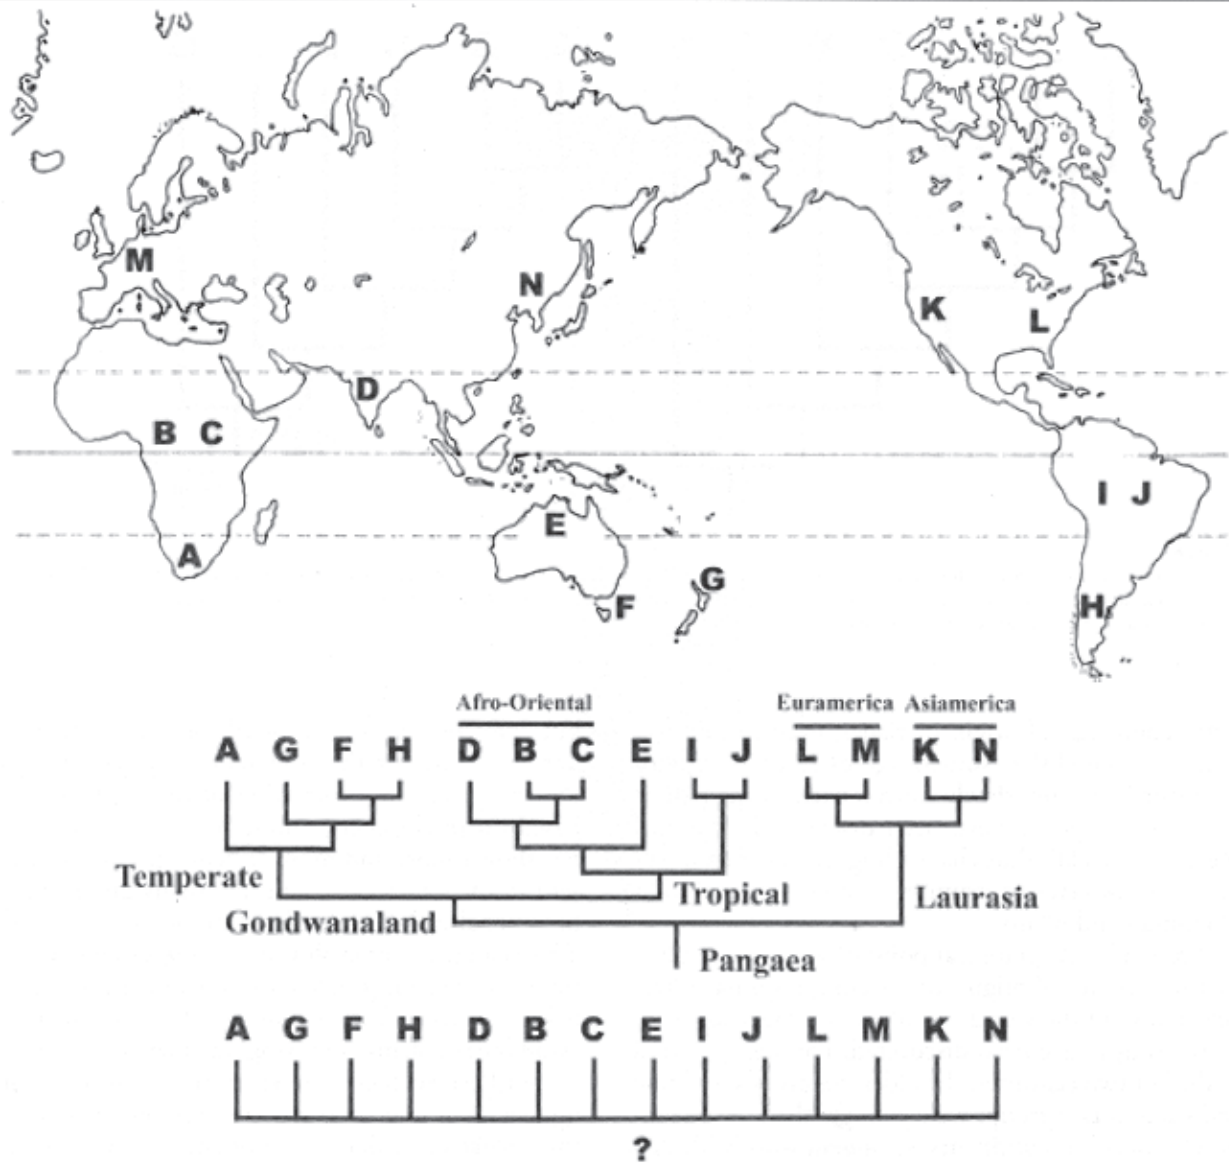 M
N
K
L
D
B C
I J
E
A
G
F
H
Afro-Oriental Euramerica Asiamerica
A G F H D B C E I J L M K N
Temperate
Tropical
Laurasia
Gondwanaland
Pangaea
A G F H D B C E I J L M K N
?